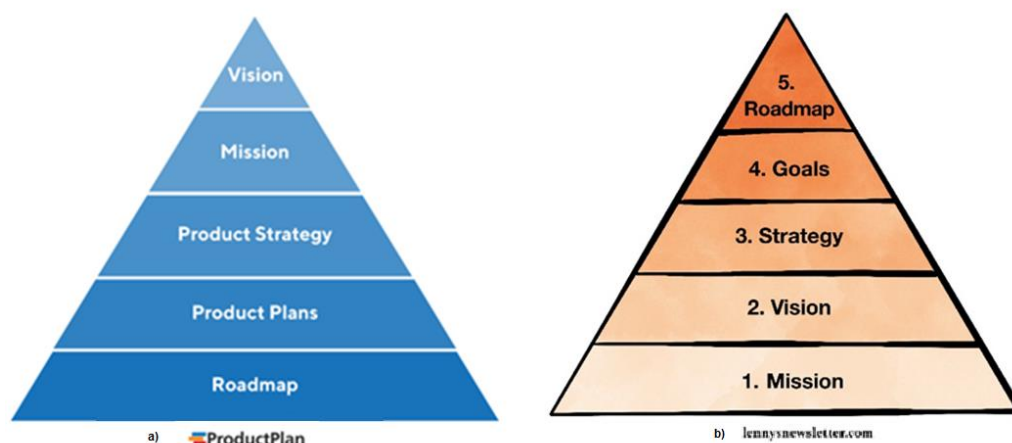 Vision
Mission
Product Strategy
Product Plans
Roadmap
a)
ProductPlan
5.
Roadmap
4. Goals
3. Strategy
2. Vision
1. Mission
b)
lennysnewsletter.com